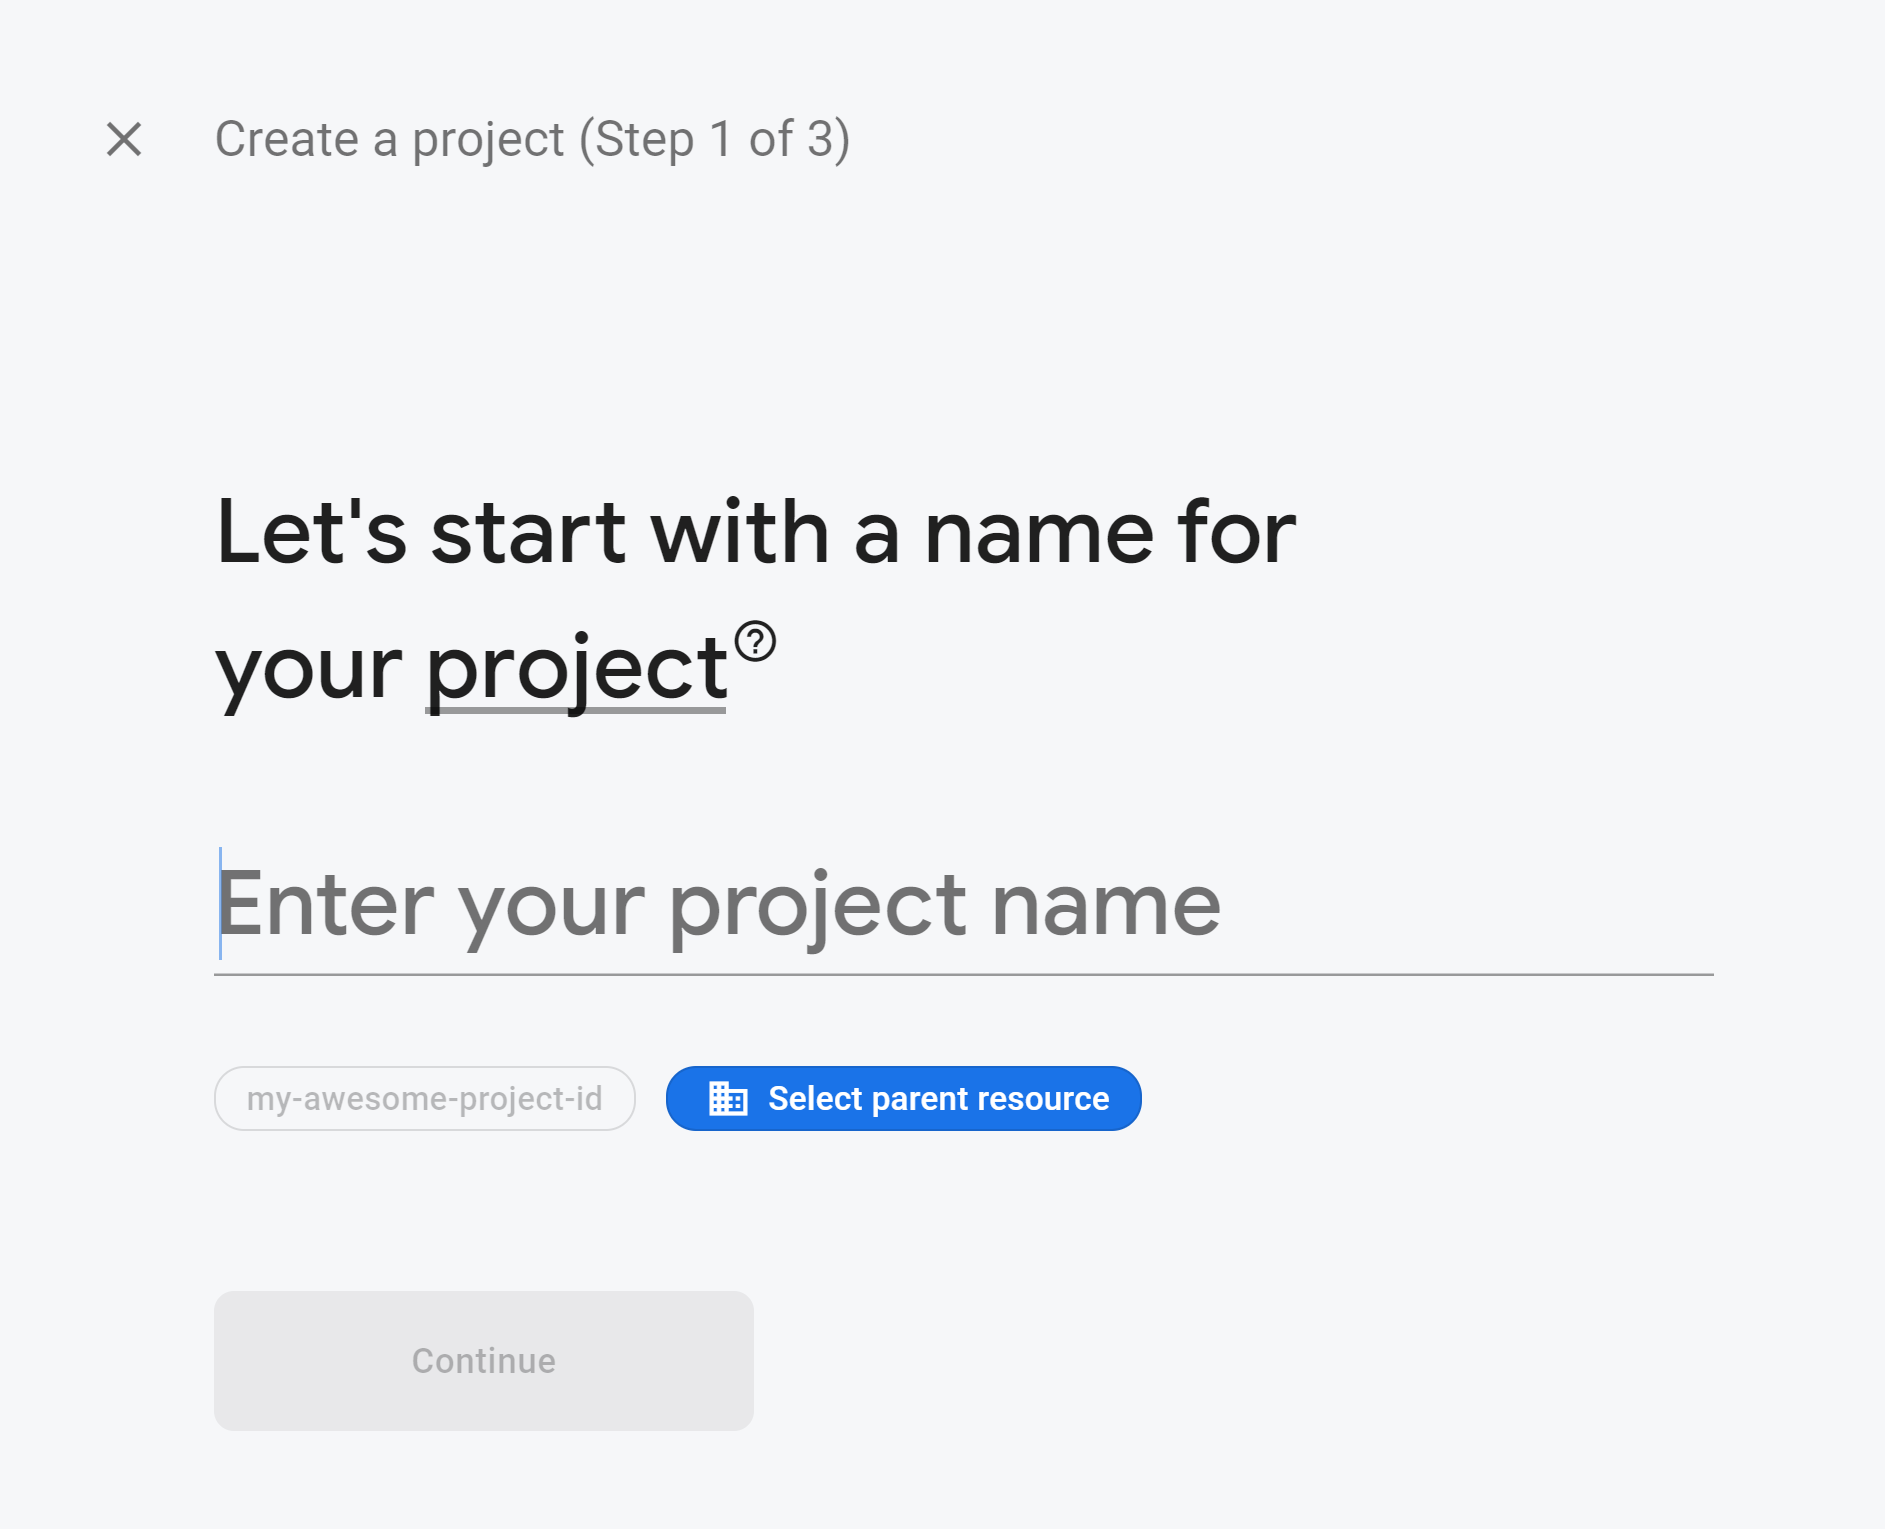 Create a project (Step 1 of 3)
Let's start with a name for
your project
Enter your project name
my-awesome-project-id
Select parent resource
Continue